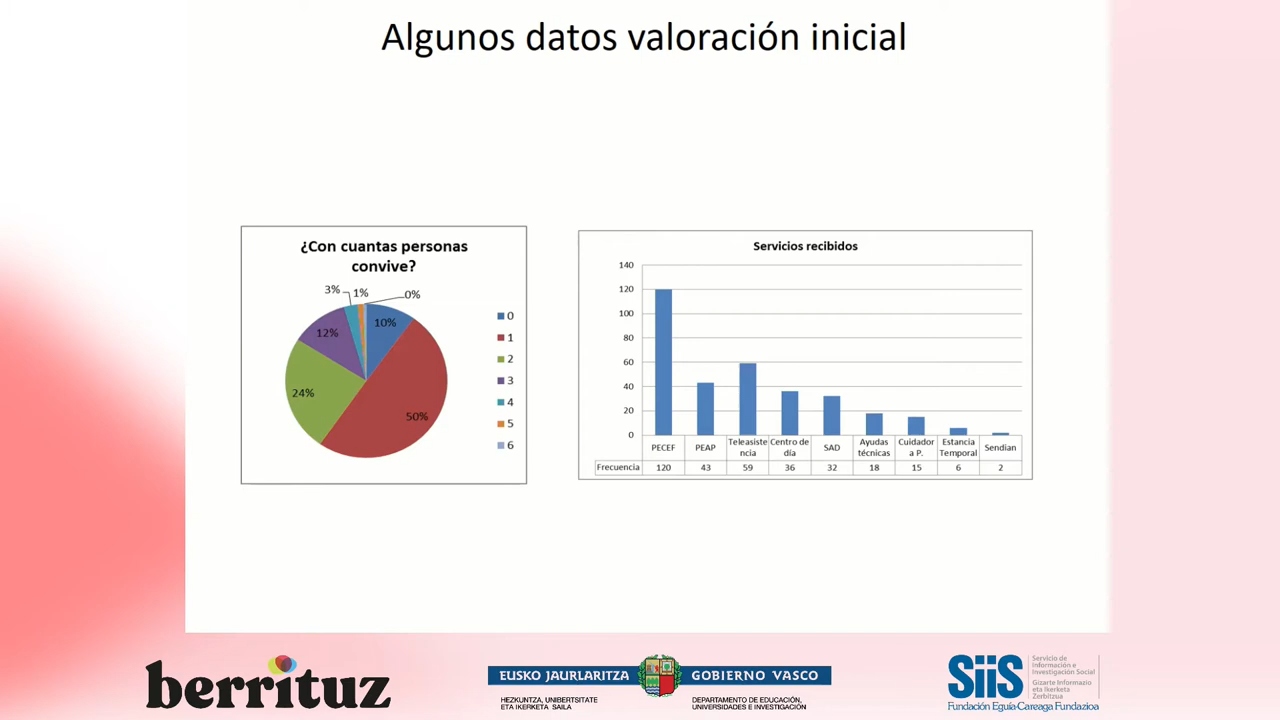 Algunos datos valoración inicial
¿Con cuantas personas
convive?
3%
1%
0%
10%
12%
24%
50%
0
1
2
3
4
5
6
Servicios recibidos
140
120
100
80
60
40
20
0
PECEF
PEAP
Teleasiste
ncia
Centro de
día
SAD
Ayudas
técnicas
Cuidador
a P.
Estancia
Temporal
Sendian
Frecuencia 120 43 59 36 32 18 15 6 2
berrituz
EUSKO JAURLARITZA
GOBIERNO VASCO
HEZKUNTZA, UNIBERTSITATE
ETA IKERKETA SAILA
DEPARTAMENTO DE EDUCACIÓN,
UNIVERSIDADES E INVESTIGACIÓN
SiiS
Servicio de
Información e
Investigación Social
Gizarte Informazio
eta Ikerketa
Zerbitzua
Fundación Eguía-Careaga Fundazioa